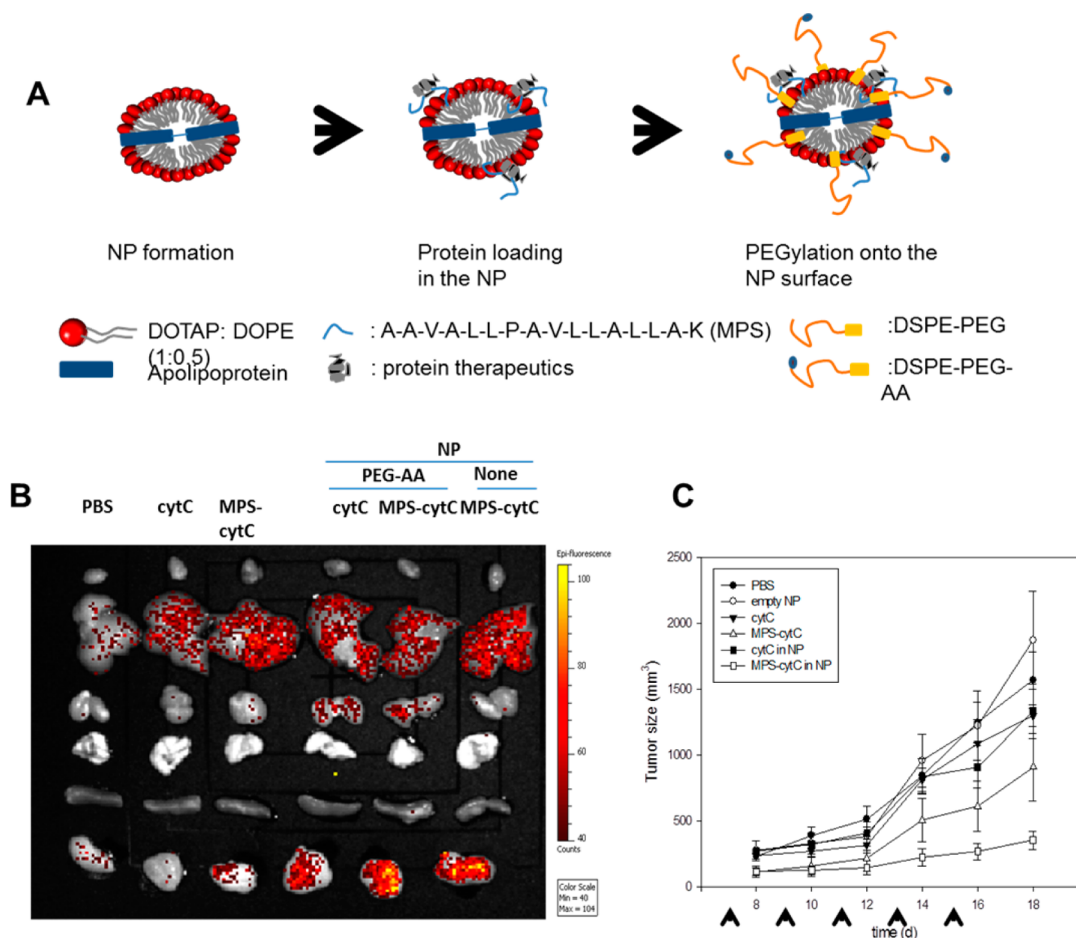 A
NP formation
Protein loading
in the NP
PEGylation onto the
NP surface
DOTAP: DOPE
(1:0.5)
Apolipoprotein
: A-A-V-A-L-L-P-A-V-L-L-A-L-L-A-K (MPS)
: protein therapeutics
:DSPE-PEG
:DSPE-PEG-
AA
B
NP
PEG-AA None
PBS cytC MPS-
cytC
cytC MPS-cytC MPS-cytC
Epi-fluorescence
100
80
60
40
Counts
Color Scale
Min = 40
Max = 104
C
2500
2000
1500
1000
500
0
Tumor size (mm3)
PBS
empty NP
cytC
MPS-cytC
cytC in NP
MPS-cytC in NP
8 10 12 14 16 18
time (d)